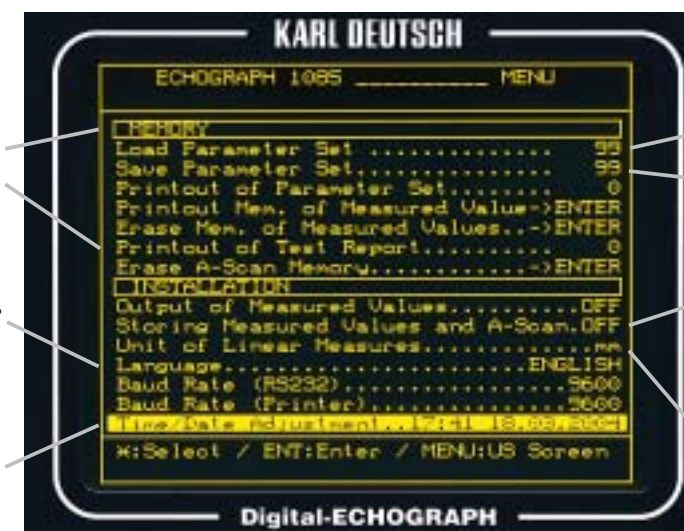 KARL DEUTSCH
ECHOGRAPH 1085 __________ MENU
MEMORY
Load Parameter Set ............... 99
Save Parameter Set............... 99
Printout of Parameter Set........ 0
Printout Mem. of Measured Value->ENTER
Erase Mem. of Measured Values..->ENTER
Printout of Test Report.......... 0
Erase A-Scan Memory............->ENTER
INSTALLATION
Output of Measured Values..........OFF
Storing Measured Values and A-Scan.OFF
Unit of Linear Measures.............mm
Language.......................ENGLISH
Baud Rate (RS232).................9600
Baud Rate (Printer)...............9600
Time/Date Adjustment..17:41 18.03.2004
*:Select / ENT:Enter / MENU:US Screen
Digital-ECHOGRAPH